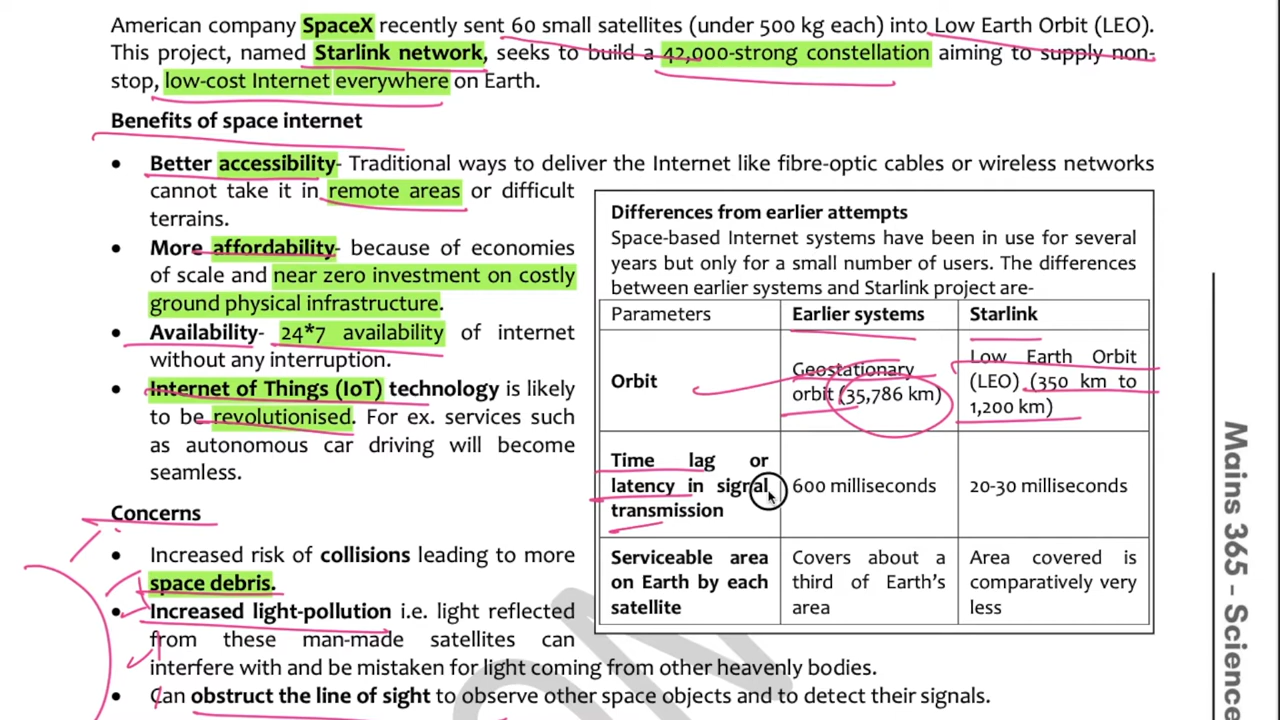 American company SpaceX recently sent 60 small satellites (under 500 kg each) into Low Earth Orbit (LEO).
This project, named Starlink network, seeks to build a 42,000-strong constellation aiming to supply non-
stop, low-cost Internet everywhere on Earth.
Benefits of space internet
• Better accessibility- Traditional ways to deliver the Internet like fibre-optic cables or wireless networks
cannot take it in remote areas or difficult
terrains.
• More affordability- because of economies
of scale and near zero investment on costly
ground physical infrastructure.
• Availability- 24*7 availability of internet
without any interruption.
• Internet of Things (IoT) technology is likely
to be revolutionised. For ex. services such
as autonomous car driving will become
seamless.
Differences from earlier attempts
Space-based Internet systems have been in use for several
years but only for a small number of users. The differences
between earlier systems and Starlink project are-
Parameters Earlier systems Starlink
Orbit
Geostationary
orbit (35,786 km)
Low Earth Orbit
(LEO) (350 km to
1,200 km)
Time lag or
latency in signal
transmission
600 milliseconds
20-30 milliseconds
Serviceable area
on Earth by each
satellite
Covers about a
third of Earth's
area
Area covered is
comparatively very
less
Concerns
• Increased risk of collisions leading to more
space debris.
• Increased light-pollution i.e. light reflected
from these man-made satellites can
interfere with and be mistaken for light coming from other heavenly bodies.
• Can obstruct the line of sight to observe other space objects and to detect their signals.
Mains 365 - Science